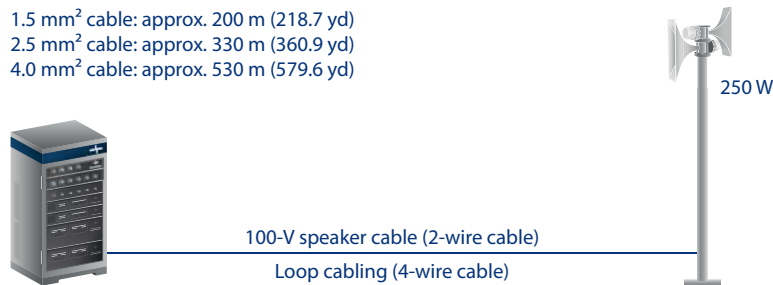 1.5 mm² cable: approx. 200 m (218.7 yd)
2.5 mm² cable: approx. 330 m (360.9 yd)
4.0 mm² cable: approx. 530 m (579.6 yd)
250 W
100-V speaker cable (2-wire cable)
Loop cabling (4-wire cable)